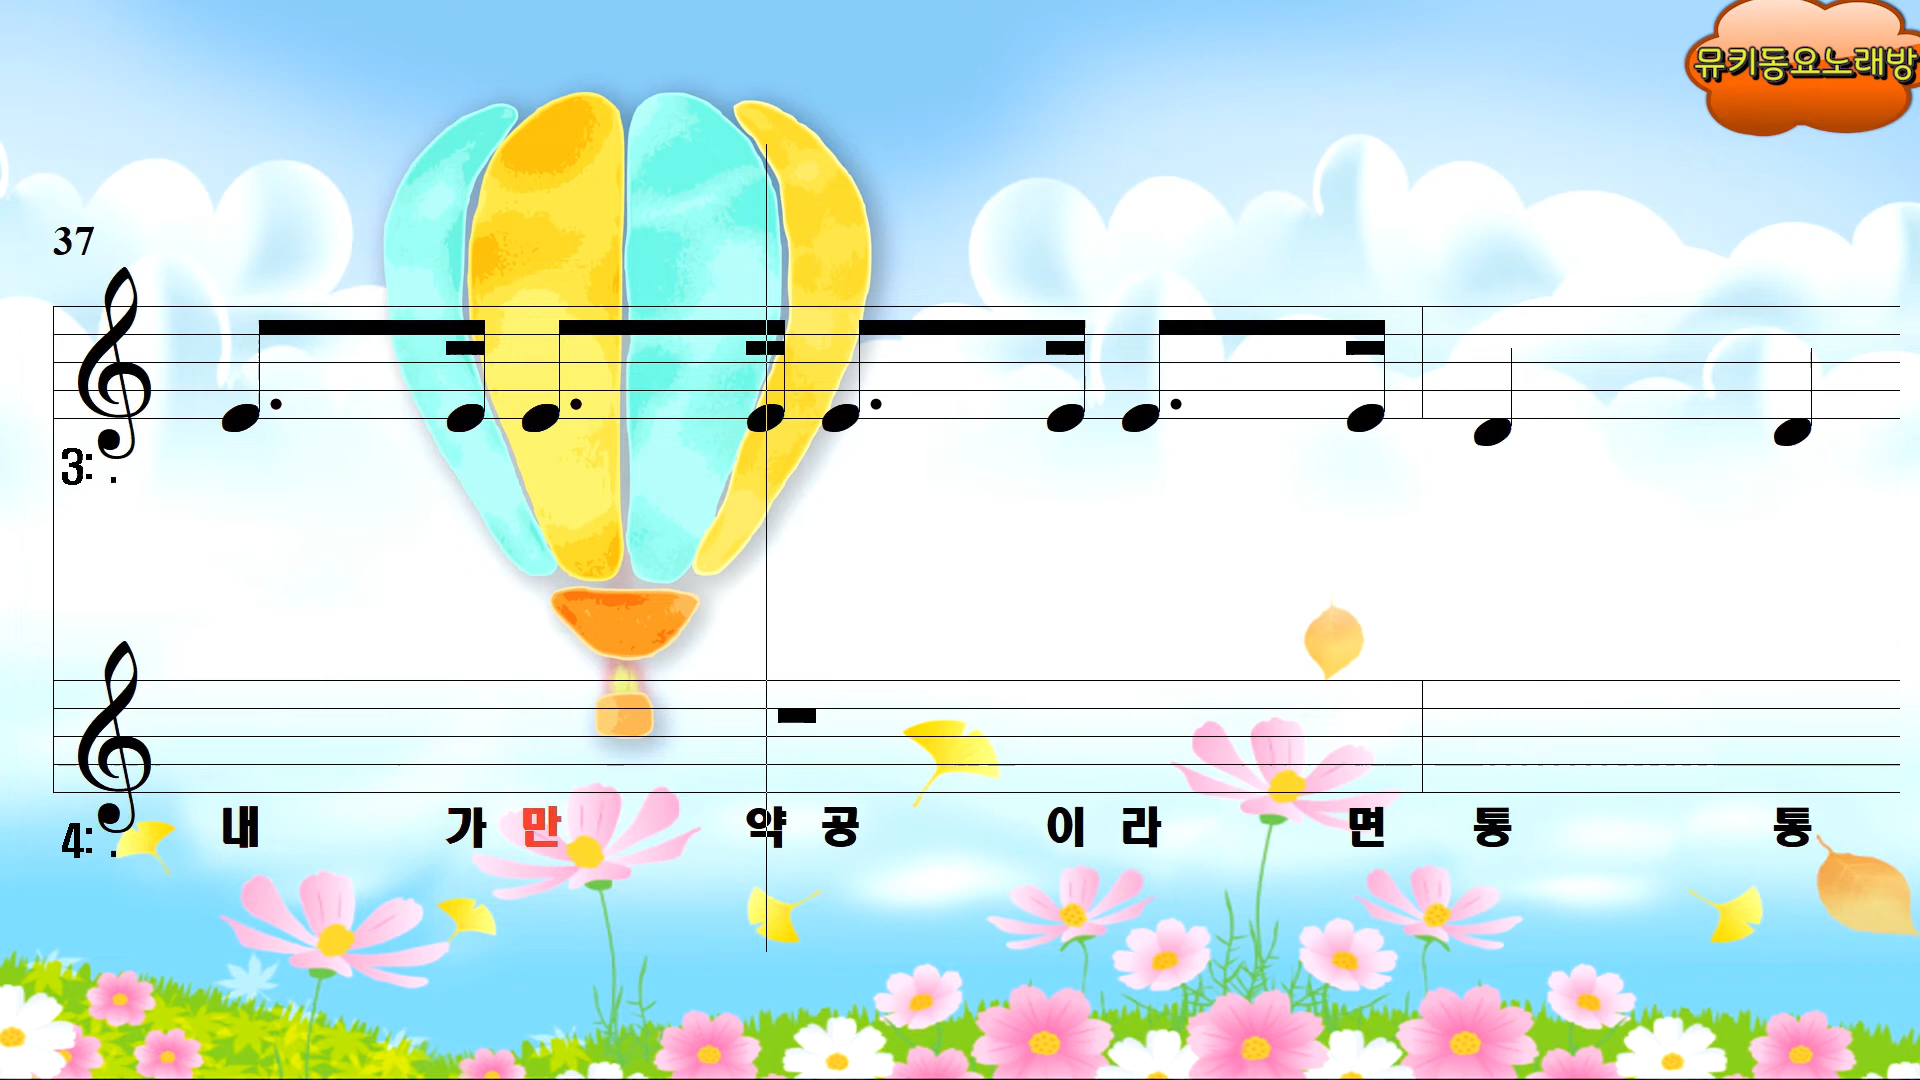 뮤키동요노래방
37
3: .
4: .
내 가 만 약 공 이 라 면 통 통